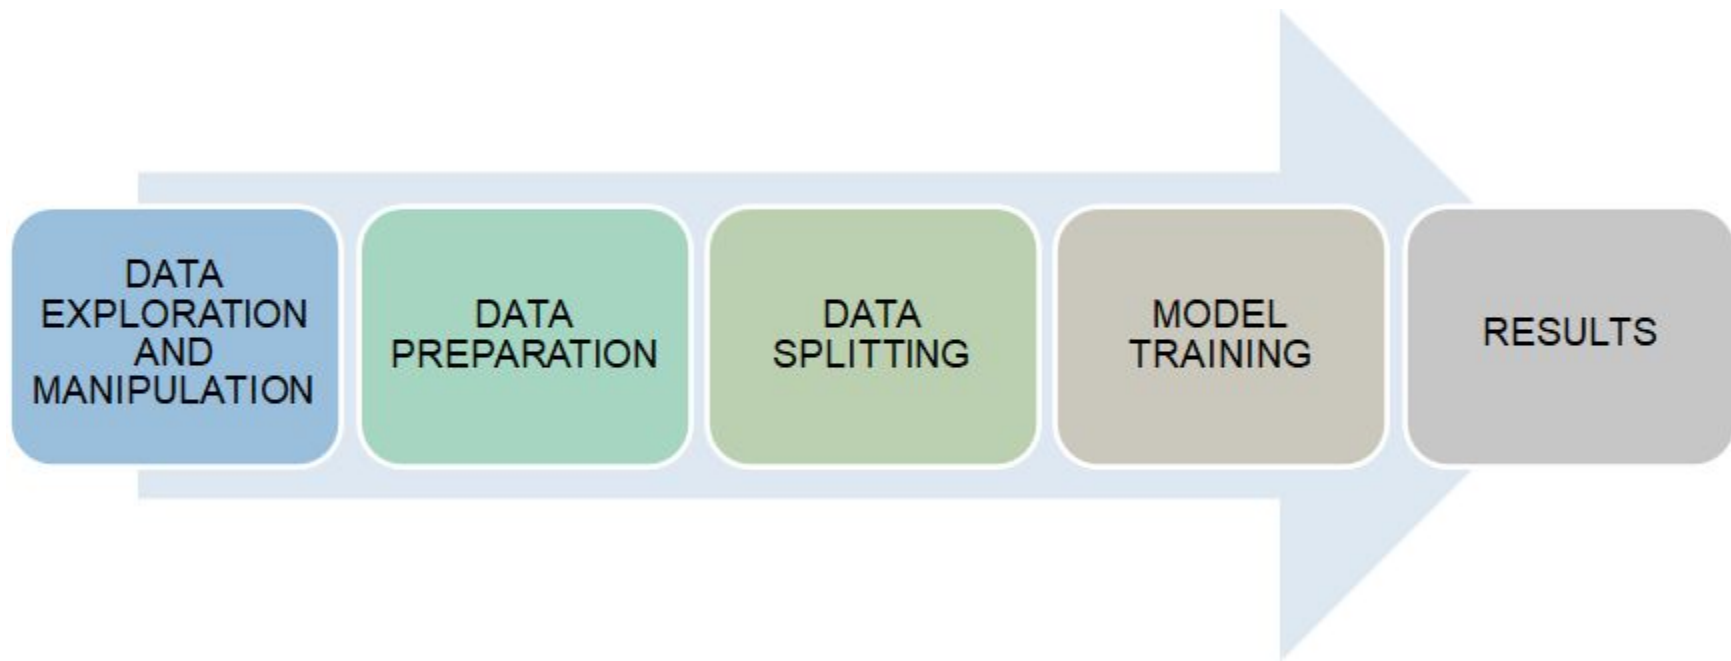 DATA
EXPLORATION
AND
MANIPULATION
DATA
PREPARATION
DATA
SPLITTING
MODEL
TRAINING
RESULTS